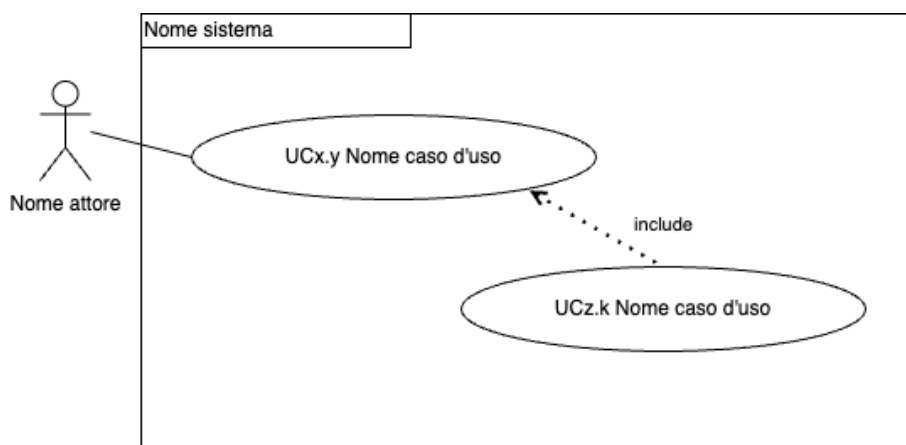 Nome sistema
UCx.y Nome caso d'uso
Nome attore
include
UCz.k Nome caso d'uso